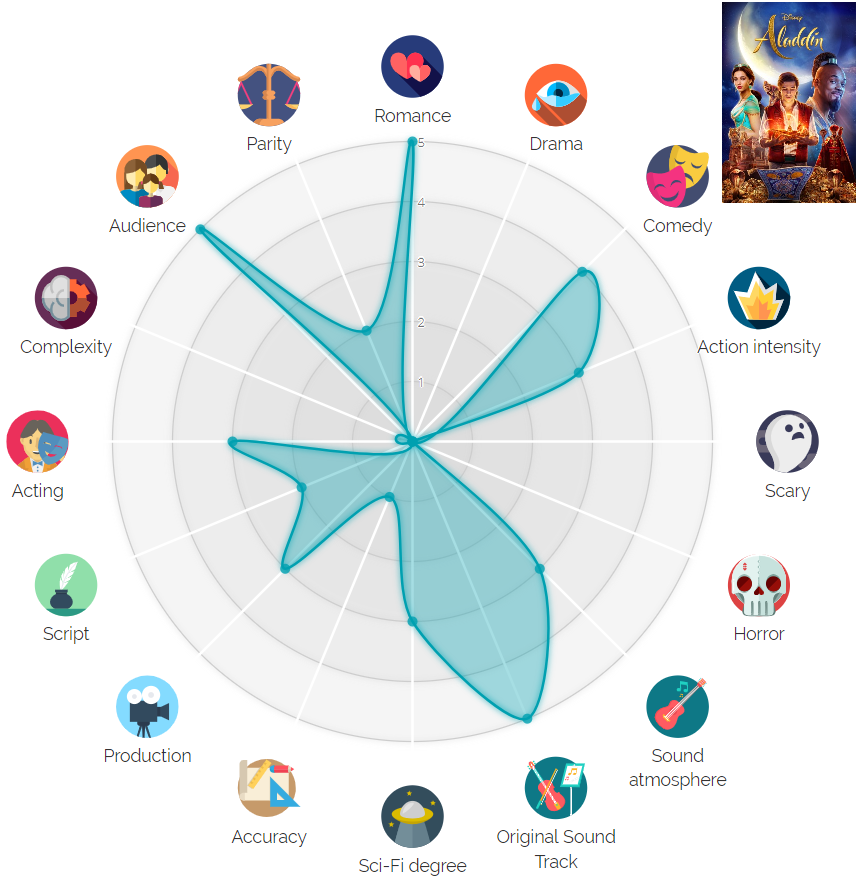 Disney
Aladdin
Romance
Parity
Drama
Audience
Comedy
Complexity
Action intensity
Acting
Scary
Script
Horror
Production
Sound
atmosphere
Accuracy
Original Sound
Track
Sci-Fi degree
5
4
3
2
1